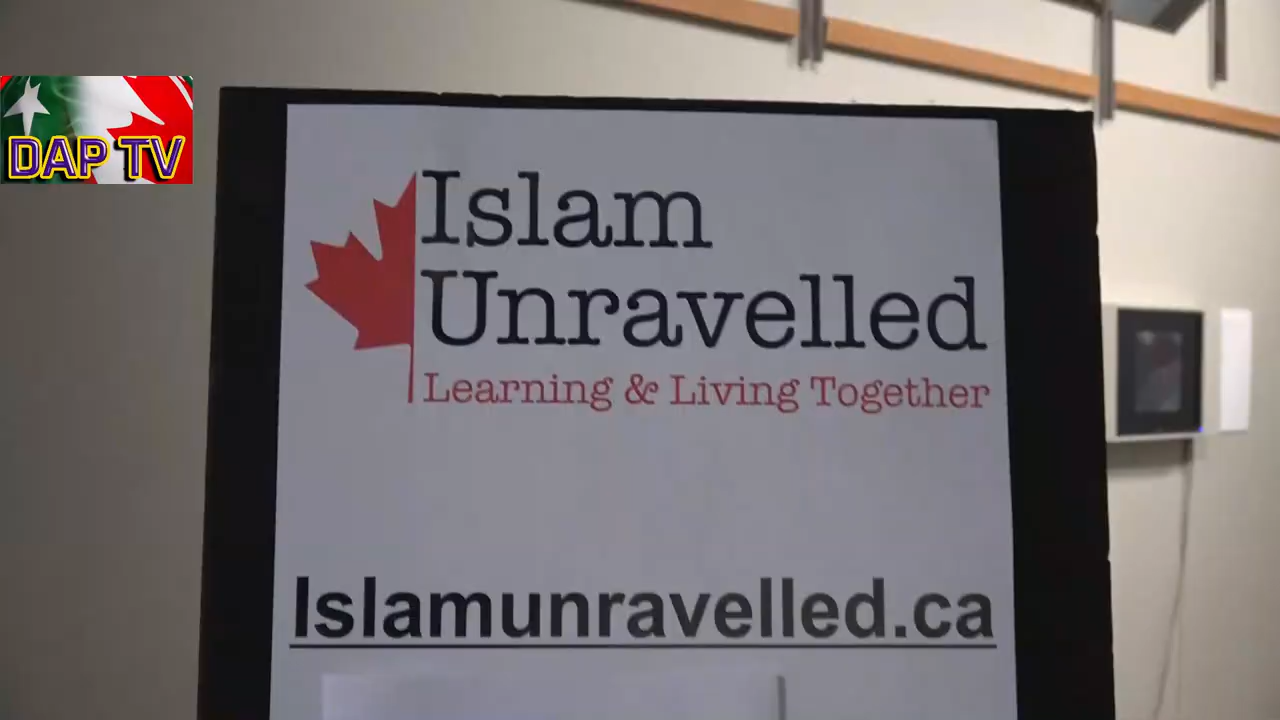 DAP TV
Islam
Unravelled
Learning & Living Together
Islamunravelled.ca